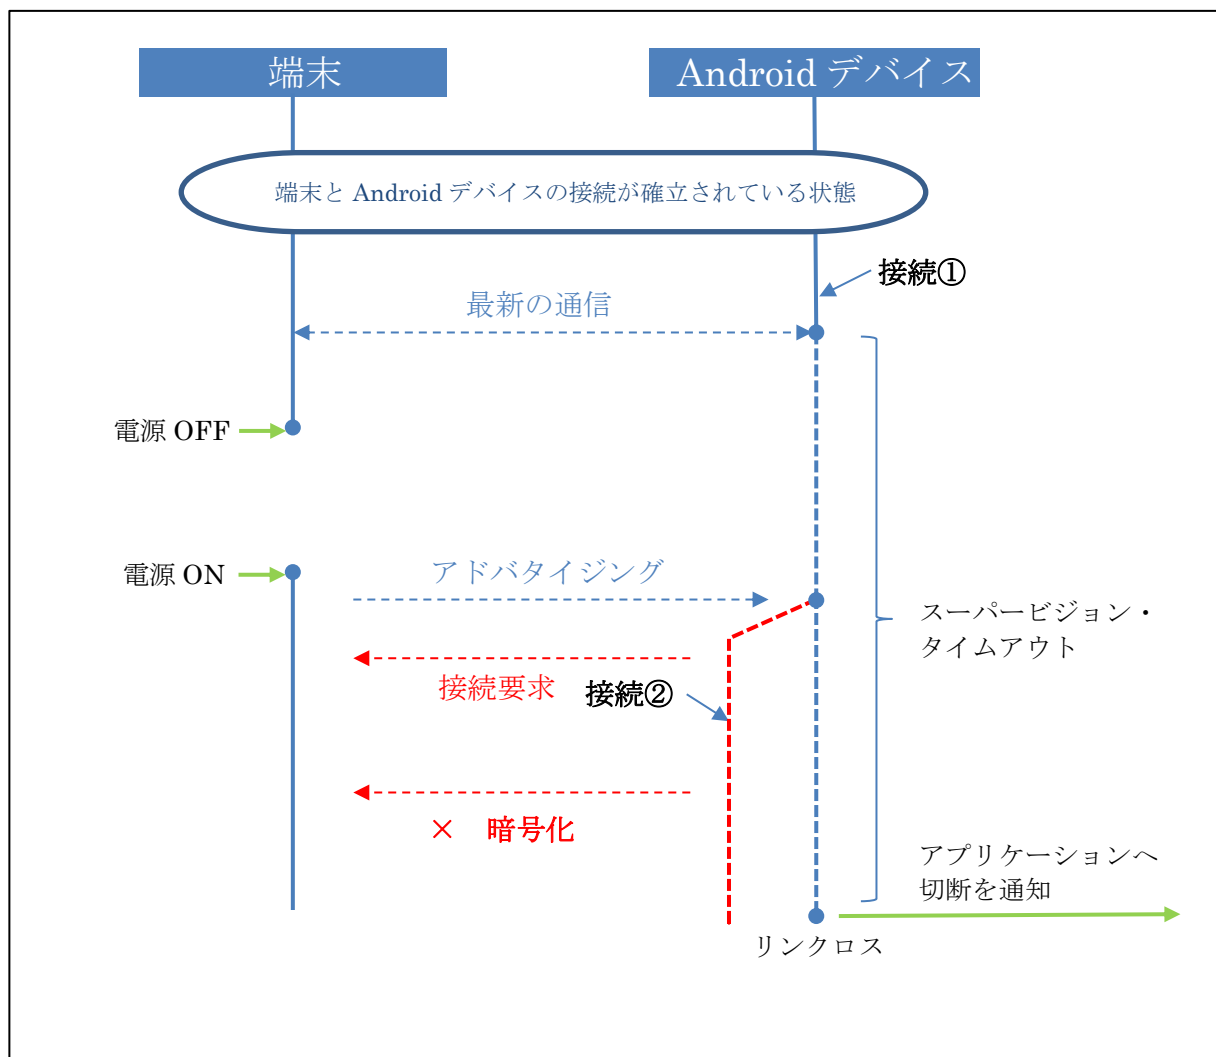 端末
Android デバイス
端末と Android デバイスの接続が確立されている状態
接続①
最新の通信
電源 OFF
電源 ON
アドバタイジング
スーパービジョン・
タイムアウト
接続要求
接続②
× 暗号化
アプリケーションへ
切断を通知
リンクロス